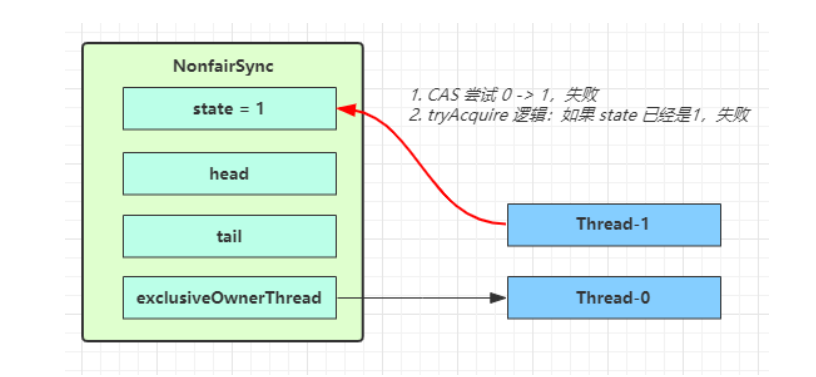 NonfairSync
state = 1
1. CAS 尝试 0 -> 1，失败
2. tryAcquire 逻辑：如果 state 已经是1，失败
head
tail
Thread-1
exclusiveOwnerThread
Thread-0